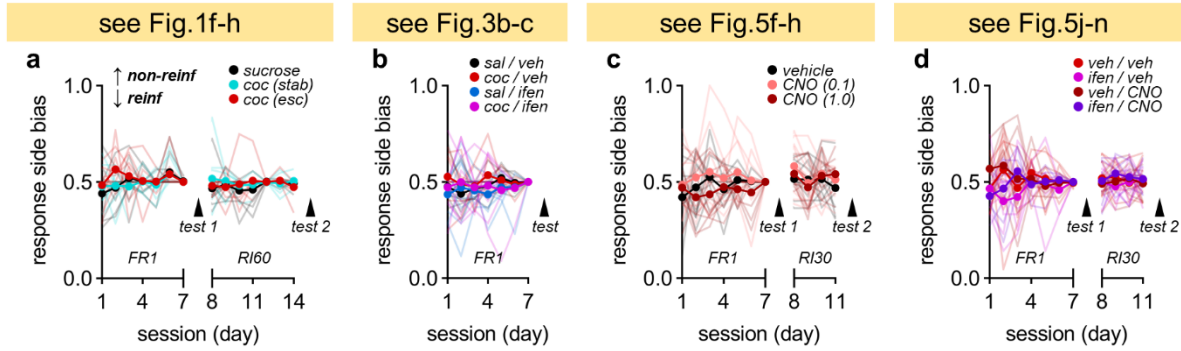 see Fig.1f-h
see Fig.3b-c
see Fig.5f-h
see Fig.5j-n
a
↑ non-reinf
↓ reinf
sucrose
coc (stab)
coc (esc)
response side bias
1.0
0.5
0.0
test 1
test 2
FR1
RI60
1 4 7 8 11 14
session (day)
b
sal / veh
coc / veh
sal / ifen
coc / ifen
response side bias
1.0
0.5
0.0
test
FR1
1 4 7
session (day)
c
vehicle
CNO (0.1)
CNO (1.0)
response side bias
1.0
0.5
0.0
test 1
test 2
FR1
RI30
1 4 7 8 11
session (day)
d
veh / veh
ifen / veh
veh / CNO
ifen / CNO
response side bias
1.0
0.5
0.0
test 1
test 2
FR1
RI30
1 4 7 8 11
session (day)